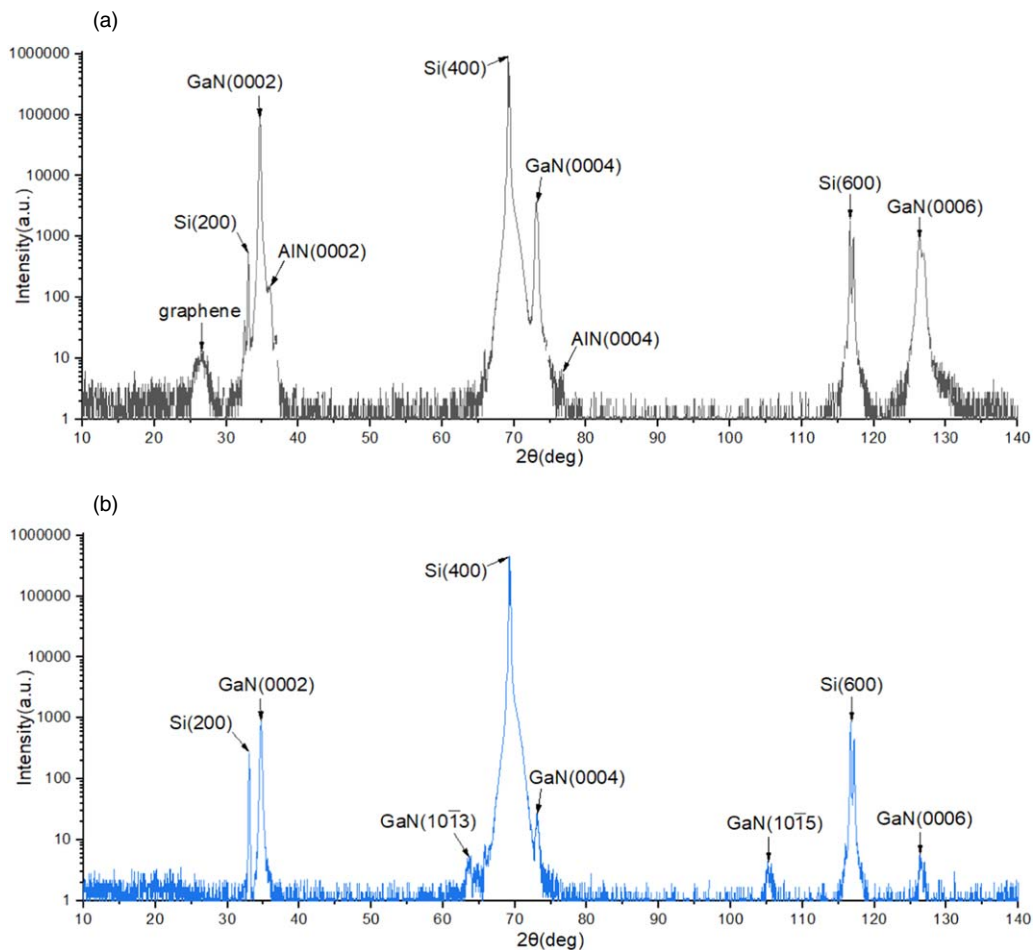 (a)
1000000
100000
10000
1000
100
10
1
Intensity(a.u.)
graphene
Si(200)
GaN(0002)
AlN(0002)
Si(400)
GaN(0004)
AlN(0004)
Si(600)
GaN(0006)
10 20 30 40 50 60 70 80 90 100 110 120 130 140
2θ(deg)
(b)
1000000
100000
10000
1000
100
10
1
Intensity(a.u.)
Si(200)
GaN(0002)
GaN(101̅3)
Si(400)
GaN(0004)
GaN(101̅5)
Si(600)
GaN(0006)
10 20 30 40 50 60 70 80 90 100 110 120 130 140
2θ(deg)